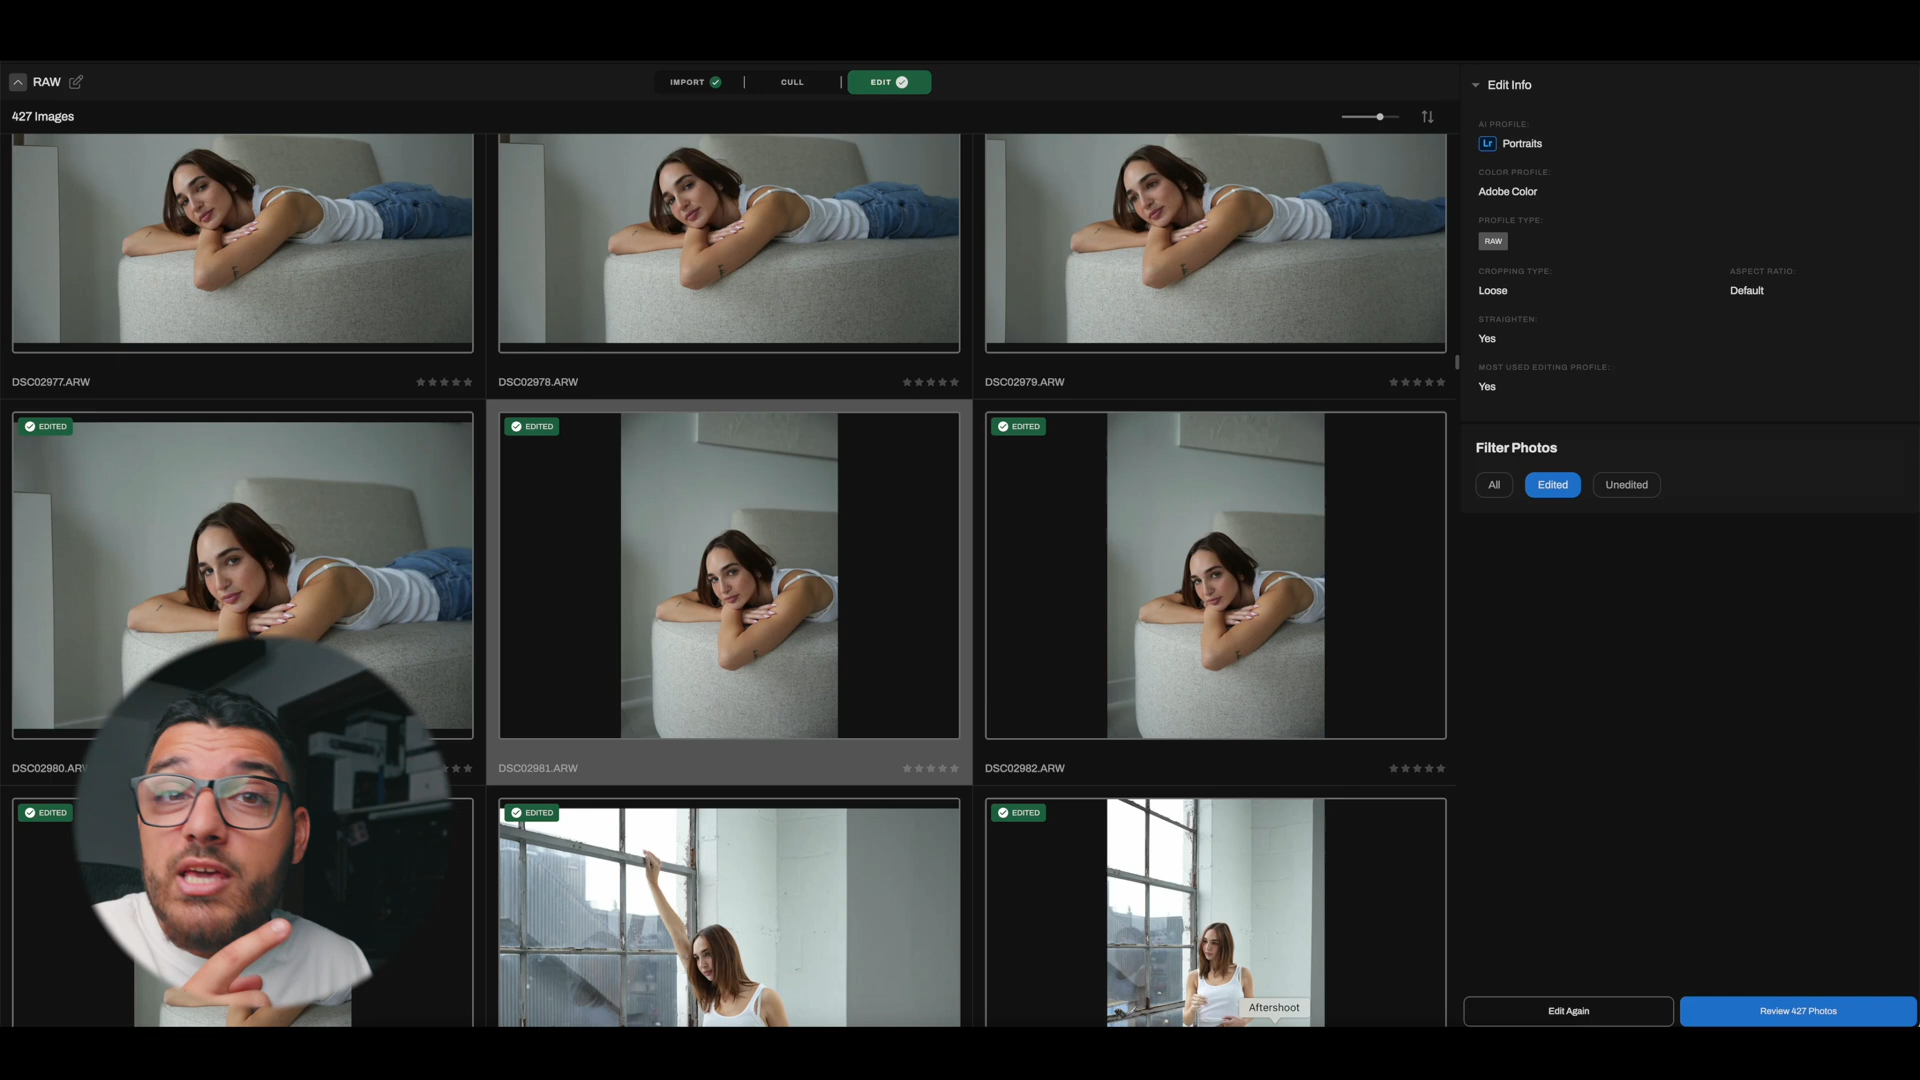 RAW
IMPORT
CULL
EDIT
427 Images
DSC02977.ARW
DSC02978.ARW
DSC02979.ARW
EDITED
EDITED
EDITED
DSC02980.ARW
DSC02981.ARW
DSC02982.ARW
EDITED
EDITED
EDITED
Aftershoot
Edit Info
AI PROFILE:
Lr Portraits
COLOR PROFILE:
Adobe Color
PROFILE TYPE:
RAW
CROPPING TYPE:
Loose
ASPECT RATIO:
Default
STRAIGHTEN:
Yes
MOST USED EDITING PROFILE:
Yes
Filter Photos
All
Edited
Unedited
Edit Again
Review 427 Photos